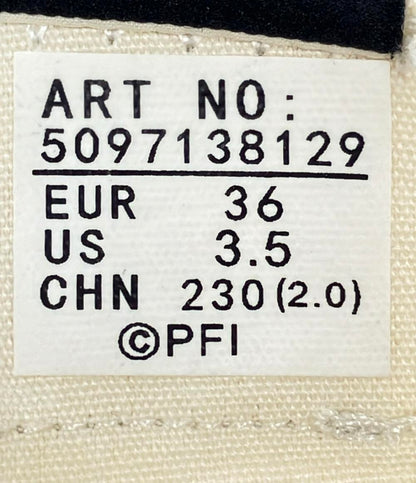 ART NO:
5097138129
EUR 36
US 3.5
CHN 230(2.0)
©PFI